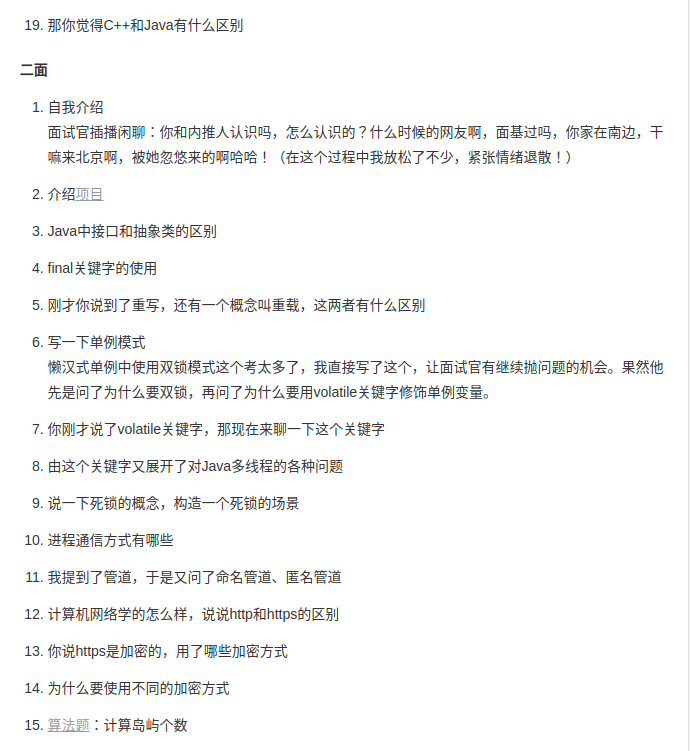 19. 那你觉得C++和Java有什么区别
二面
1. 自我介绍
面试官插播闲聊：你和内推人认识吗，怎么认识的？什么时候的网友啊，面基过吗，你家在南边，干
嘛来北京啊，被她忽悠来的啊哈哈！（在这个过程中我放松了不少，紧张情绪退散！）
2. 介绍项目
3. Java中接口和抽象类的区别
4. final关键字的使用
5. 刚才你说到了重写，还有一个概念叫重载，这两者有什么区别
6. 写一下单例模式
懒汉式单例中使用双锁模式这个考太多了，我直接写了这个，让面试官有继续抛问题的机会。果然他
先是问了为什么要双锁，再问了为什么要用volatile关键字修饰单例变量。
7. 你刚才说了volatile关键字，那现在来聊一下这个关键字
8. 由这个关键字又展开了对Java多线程的各种问题
9. 说一下死锁的概念，构造一个死锁的场景
10. 进程通信方式有哪些
11. 我提到了管道，于是又问了命名管道、匿名管道
12. 计算机网络学的怎么样，说说http和https的区别
13. 你说https是加密的，用了哪些加密方式
14. 为什么要使用不同的加密方式
15. 算法题：计算岛屿个数